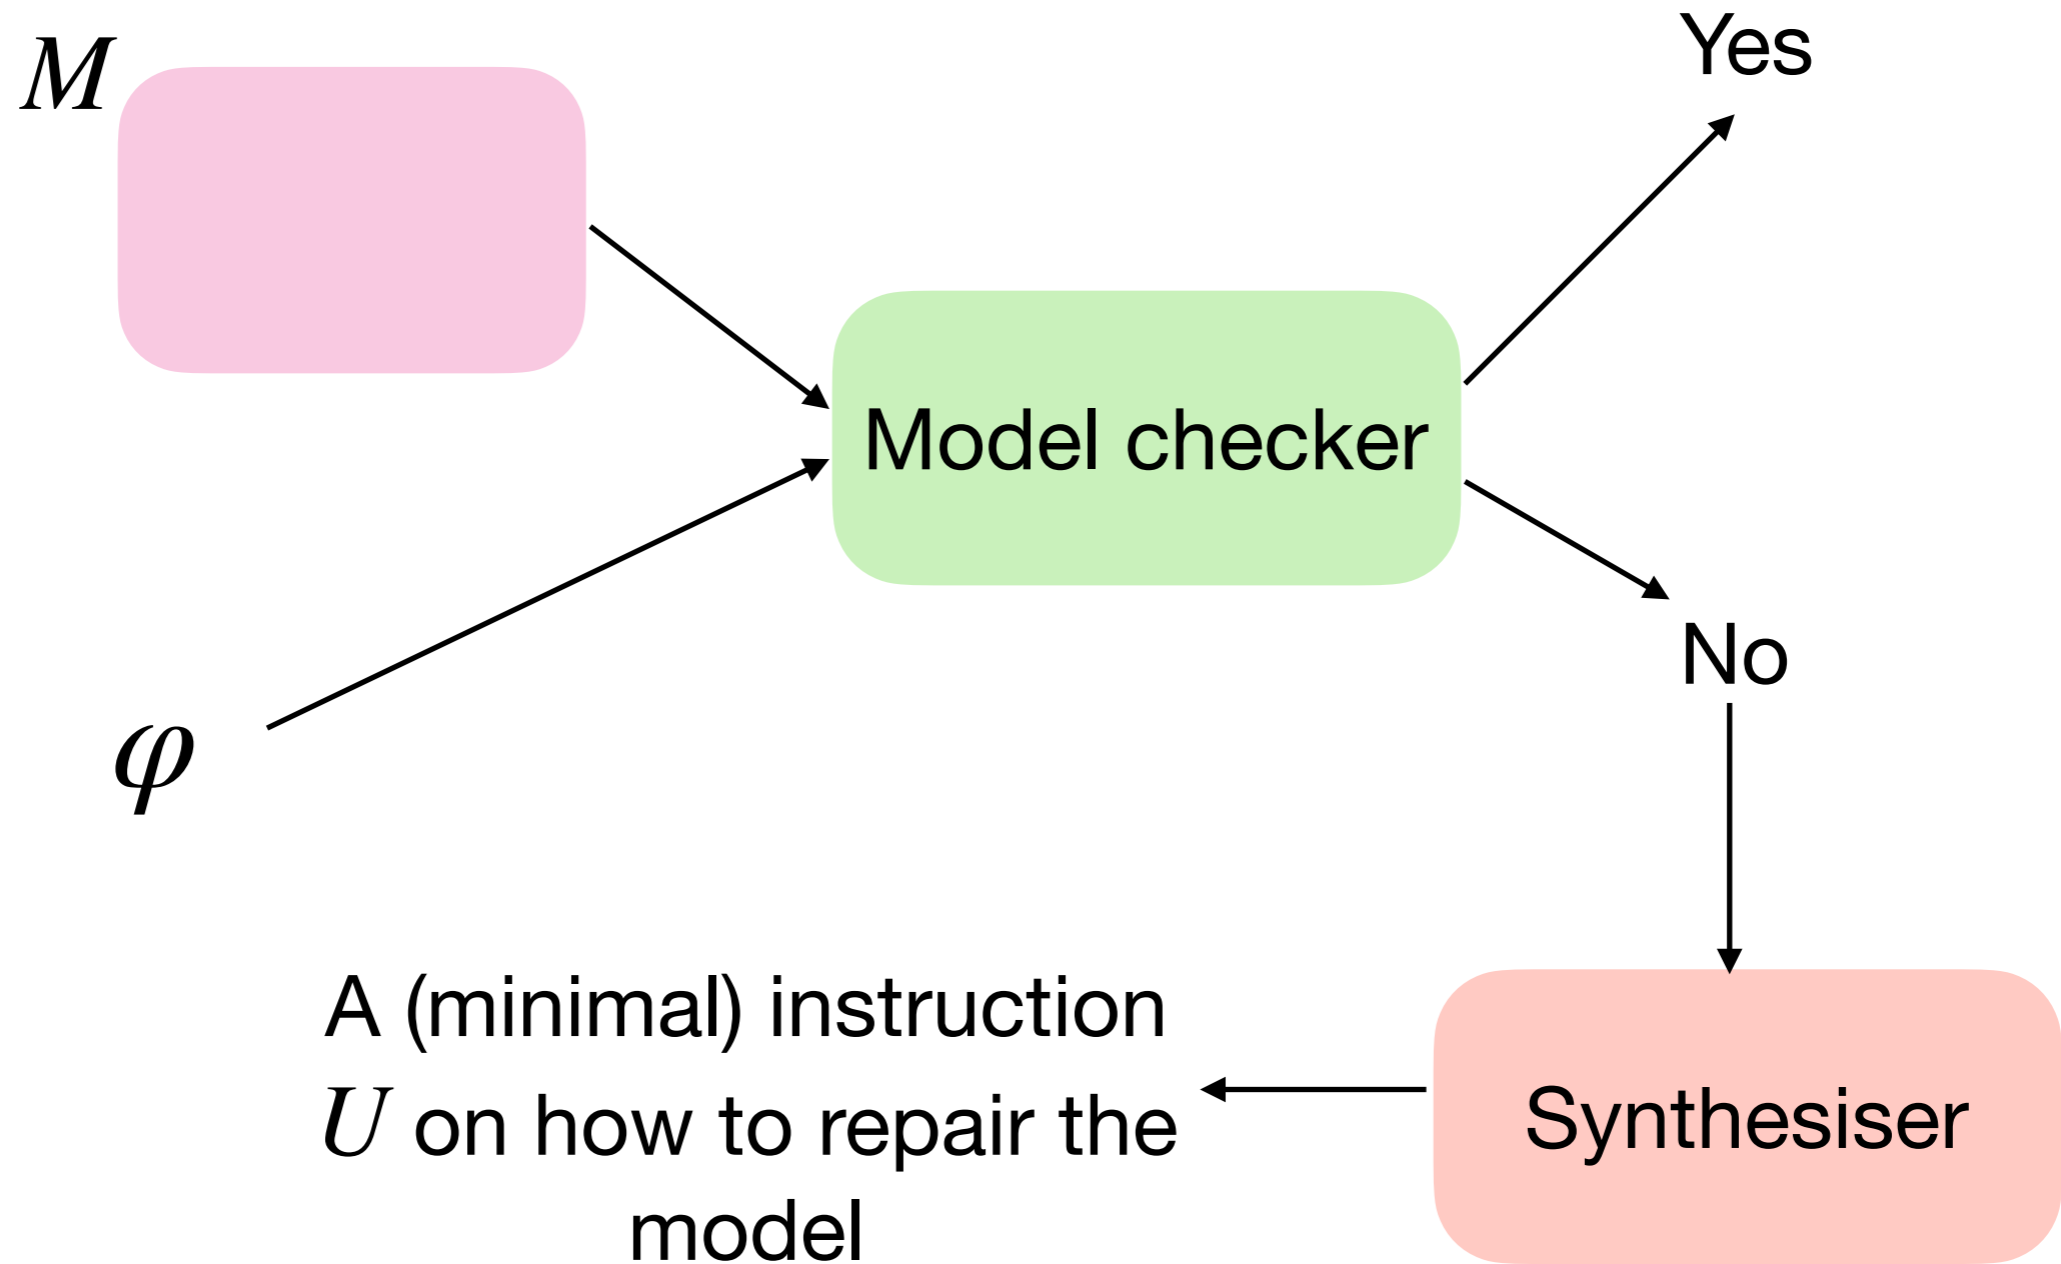 M
Yes
Model checker
No
φ
A (minimal) instruction
U on how to repair the
model
Synthesiser